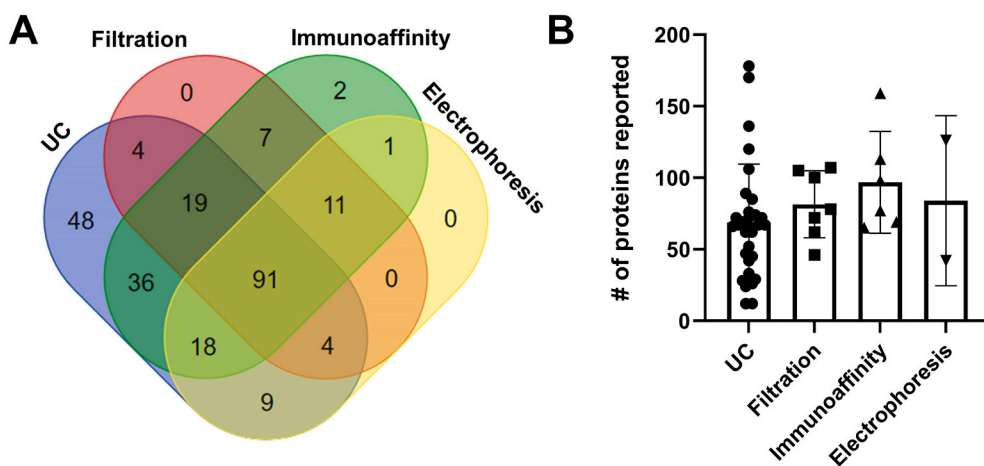 A
Filtration
Immunoaffinity
UC
Electrophoresis
0
2
4
7
1
48
19
11
0
36
91
0
18
4
9
B
# of proteins reported
200
150
100
50
0
UC
Filtration
Immunoaffinity
Electrophoresis